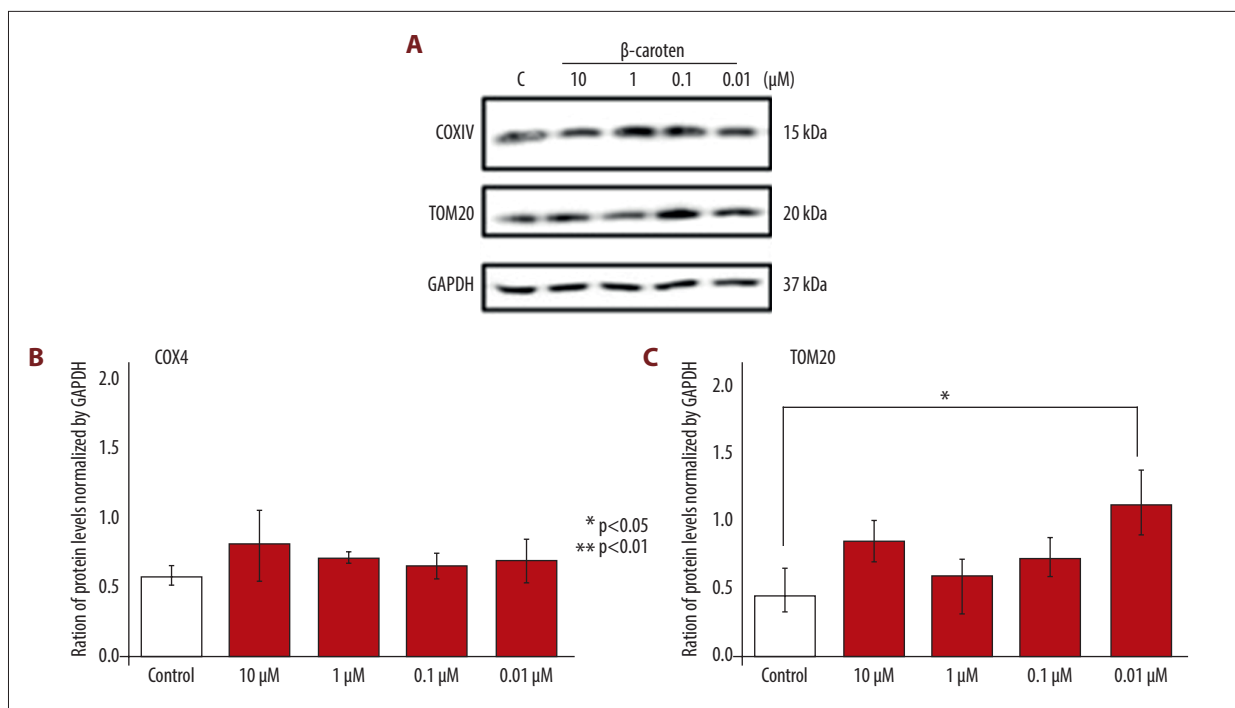 A
β-caroten
C 10 1 0.1 0.01 (μM)
COXIV 15 kDa
TOM20 20 kDa
GAPDH 37 kDa
B COX4
Ration of protein levels normalized by GAPDH
2.0
1.5
1.0
0.5
0.0
Control 10 μM 1 μM 0.1 μM 0.01 μM
* p<0.05
** p<0.01
C TOM20
Ration of protein levels normalized by GAPDH
2.0
1.5
1.0
0.5
0.0
*
Control 10 μM 1 μM 0.1 μM 0.01 μM